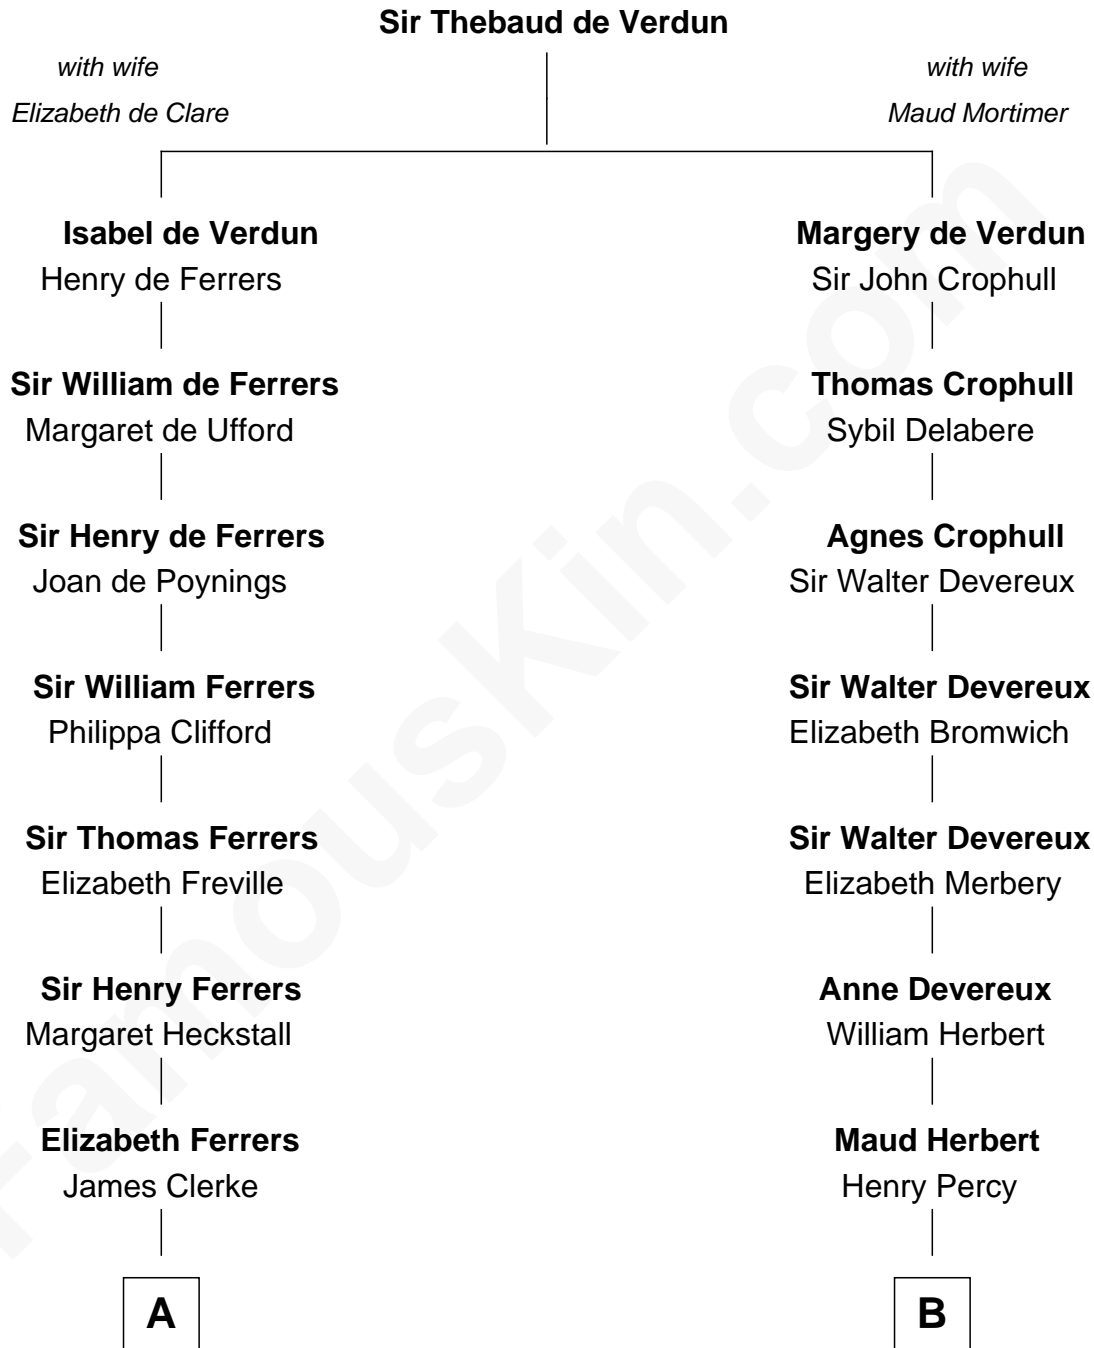 Sir Thebaud de Verdun
with wife
Elizabeth de Clare
with wife
Maud Mortimer
Isabel de Verdun
Henry de Ferrers
Margery de Verdun
Sir John Crophull
Sir William de Ferrers
Margaret de Ufford
Thomas Crophull
Sybil Delabere
Sir Henry de Ferrers
Joan de Poynings
Agnes Crophull
Sir Walter Devereux
Sir William Ferrers
Philippa Clifford
Sir Walter Devereux
Elizabeth Bromwich
Sir Thomas Ferrers
Elizabeth Freville
Sir Walter Devereux
Elizabeth Merbery
Sir Henry Ferrers
Margaret Heckstall
Anne Devereux
William Herbert
Elizabeth Ferrers
James Clerke
Maud Herbert
Henry Percy
A
B
FamousKin.com